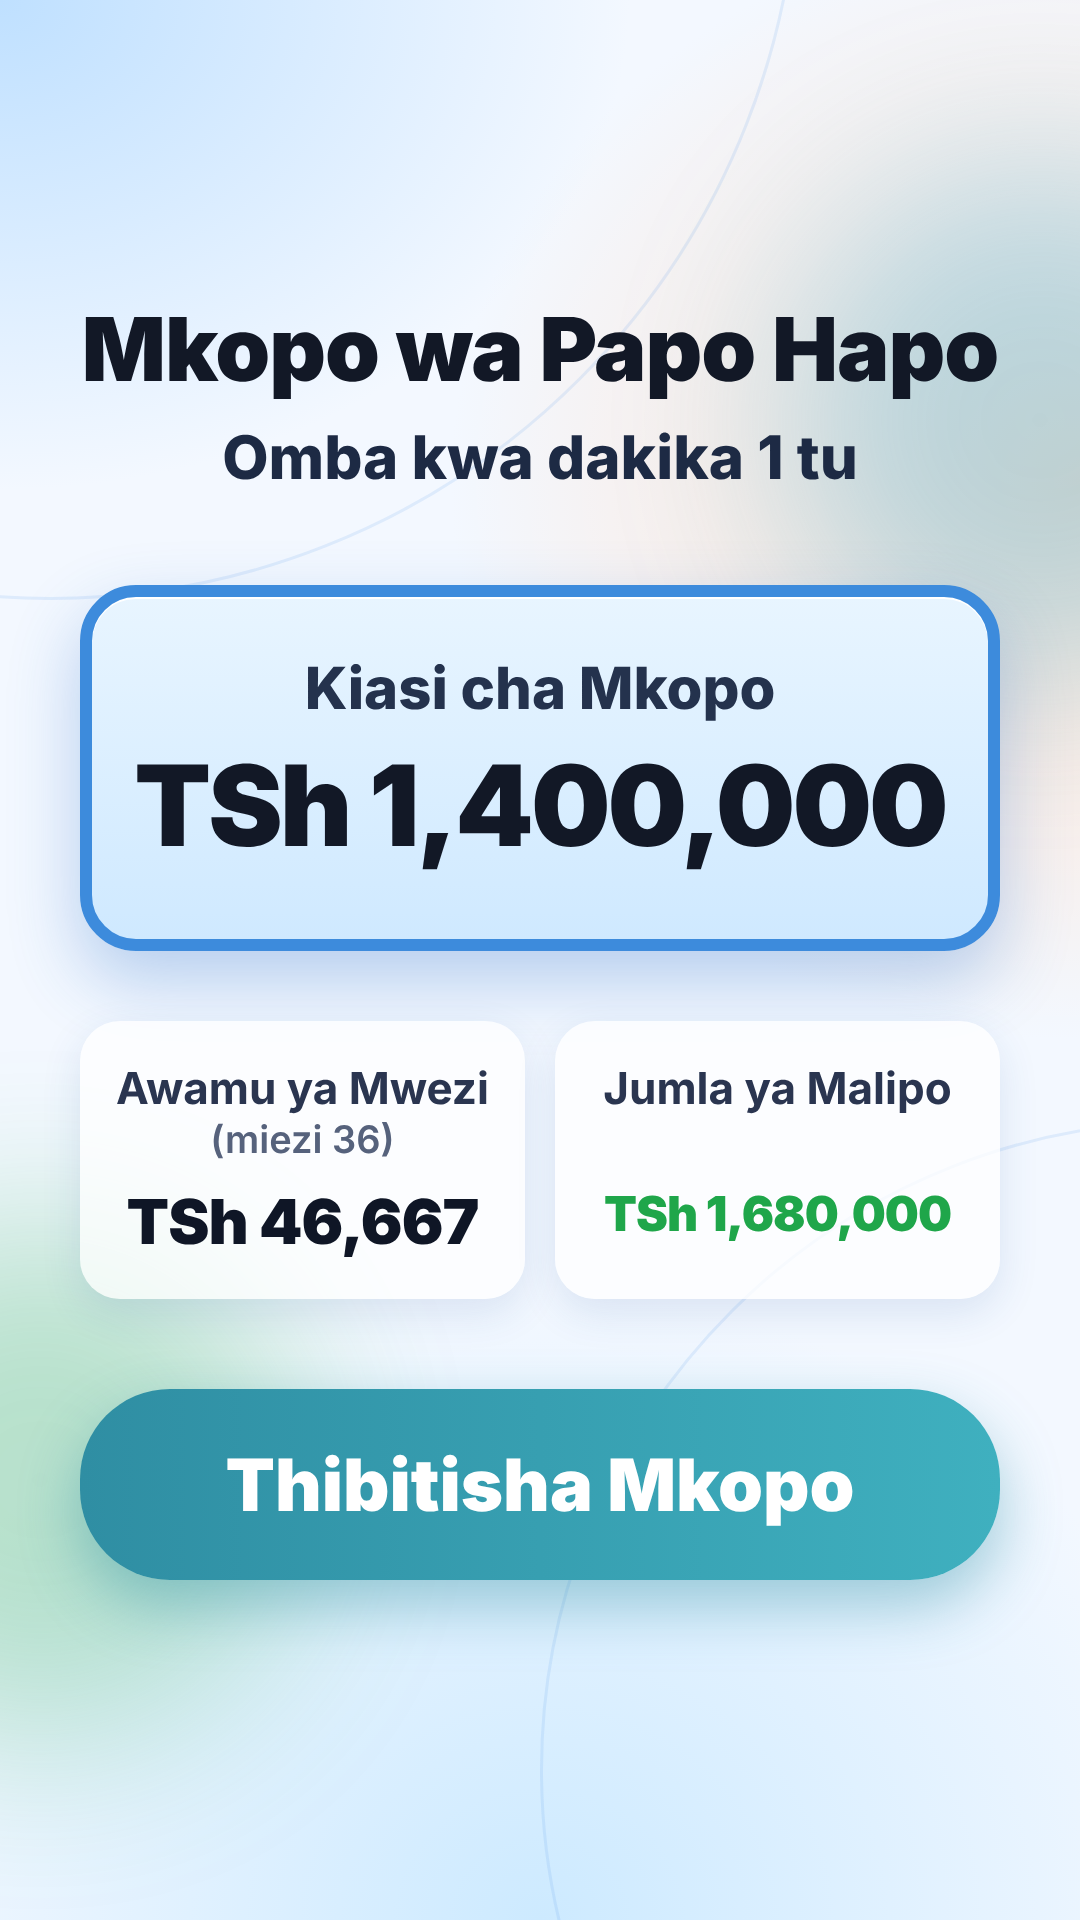 Mkopo wa Papo Hapo
Omba kwa dakika 1 tu
Kiasi cha Mkopo
TSh 1,400,000
Awamu ya Mwezi
(miezi 36)
TSh 46,667
Jumla ya Malipo
TSh 1,680,000
Thibitisha Mkopo